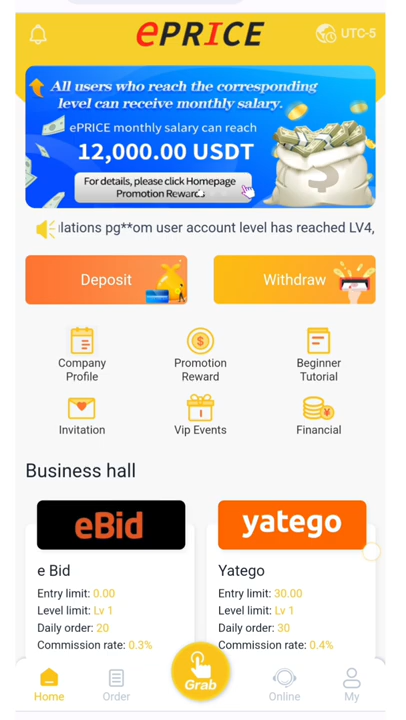 ePRICE
UTC-5
All users who reach the corresponding
level can receive monthly salary.
ePRICE monthly salary can reach
12,000.00 USDT
For details, please click Homepage
Promotion Rewards
lations pg**om user account level has reached LV4,
Deposit
Withdraw
Company
Profile
Promotion
Reward
Beginner
Tutorial
Invitation
Vip Events
Financial
Business hall
eBid
yatego
e Bid
Yatego
Entry limit: 0.00
Entry limit: 30.00
Level limit: Lv 1
Level limit: Lv 1
Daily order: 20
Daily order: 30
Commission rate: 0.3%
Commission rate: 0.4%
Home
Order
Grab
Online
My